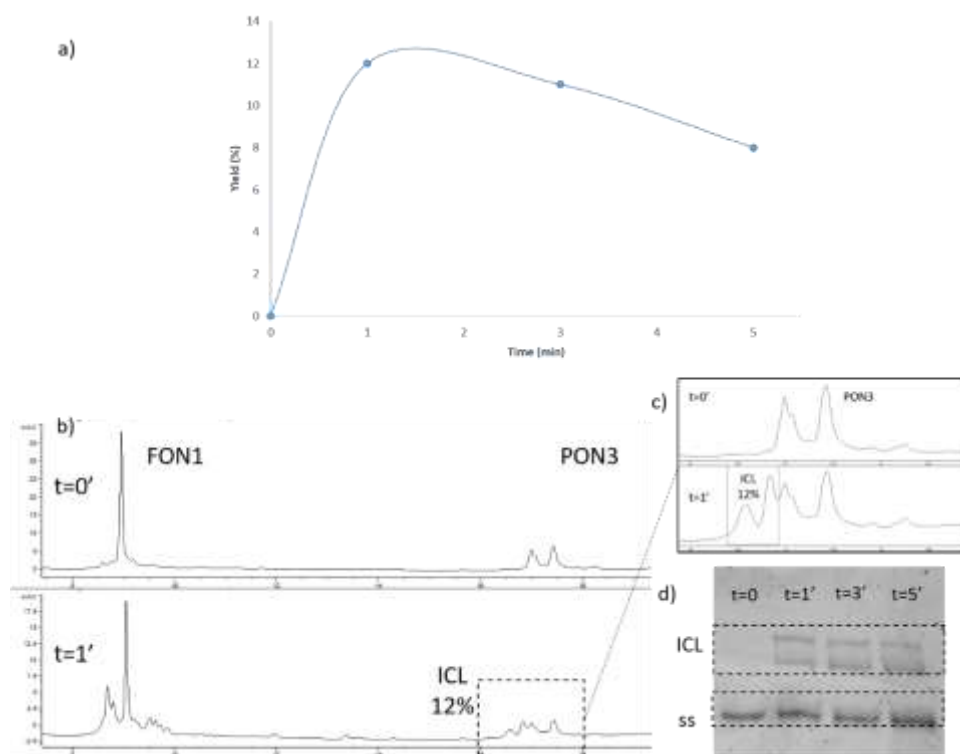 a)
14
12
10
8
6
4
2
0
Yield (%)
0 1 2 3 4 5
Time (min)
b)
FON1
PON3
t=0'
t=1'
ICL
12%
c)
t=0'
PON3
t=1'
ICL
12%
d)
t=0 t=1' t=3' t=5'
ICL
ss